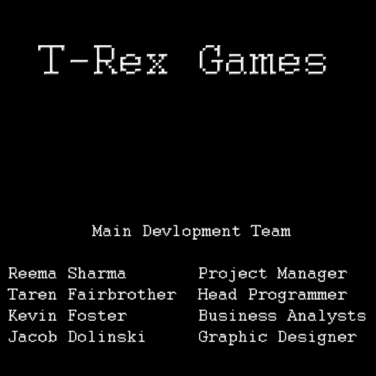 T-Rex Games
Main Devlopment Team
Reema Sharma Project Manager
Taren Fairbrother Head Programmer
Kevin Foster Business Analysts
Jacob Dolinski Graphic Designer